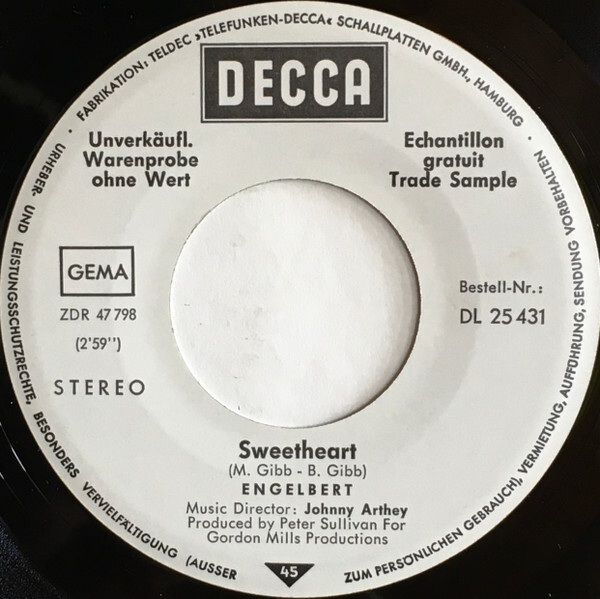 · FABRIKATION: TELDEC ›TELEFUNKEN-DECCA‹ SCHALLPLATTEN GMBH., HAMBURG ·
URHEBER- UND LEISTUNGSSCHUTZRECHTE, BESONDERS VERVIELFÄLTIGUNG (AUSSER
ZUM PERSÖNLICHEN GEBRAUCH), VERMIETUNG, AUFFÜHRUNG, SENDUNG VORBEHALTEN ·
DECCA
Unverkäufl.
Warenprobe
ohne Wert
Echantillon
gratuit
Trade Sample
GEMA
ZDR 47 798
(2'59'')
STEREO
Bestell-Nr.:
DL 25 431
Sweetheart
(M. Gibb - B. Gibb)
ENGELBERT
Music Director: Johnny Arthey
Produced by Peter Sullivan For
Gordon Mills Productions
45